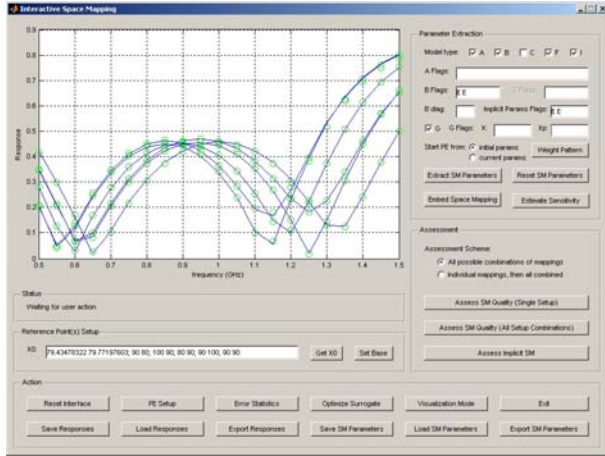 Interactive Space Mapping
0.9
0.8
0.7
0.6
0.5
0.4
0.3
0.2
0.1
0
Response
0.5 0.6 0.7 0.8 0.9 1 1.1 1.2 1.3 1.4 1.5
frequency (GHz)
Status
Waiting for user action
Reference Point(s) Setup
X0: 79.43478322 79.77197603; 90 80; 100 90; 80 90; 90 100; 90 90
Get X0 Set Base
Parameter Extraction
Model type: A B C F I
A Flags:
B Flags: E E
B diag: Implicit Params Flags: E E
G G Flags: X: Xp:
Start PE from: initial params
current params
Weight Pattern
Extract SM Parameters Reset SM Parameters
Embed Space Mapping Estimate Sensitivity
Assessment
Assessment Scheme:
All possible combinations of mappings
Individual mappings, then all combined
Assess SM Quality (Single Setup)
Assess SM Quality (All Setup Combinations)
Assess Implicit SM
Action
Reset Interface PE Setup Error Statistics Optimize Surrogate Visualization Mode Exit
Save Responses Load Responses Export Responses Save SM Parameters Load SM Parameters Export SM Parameters